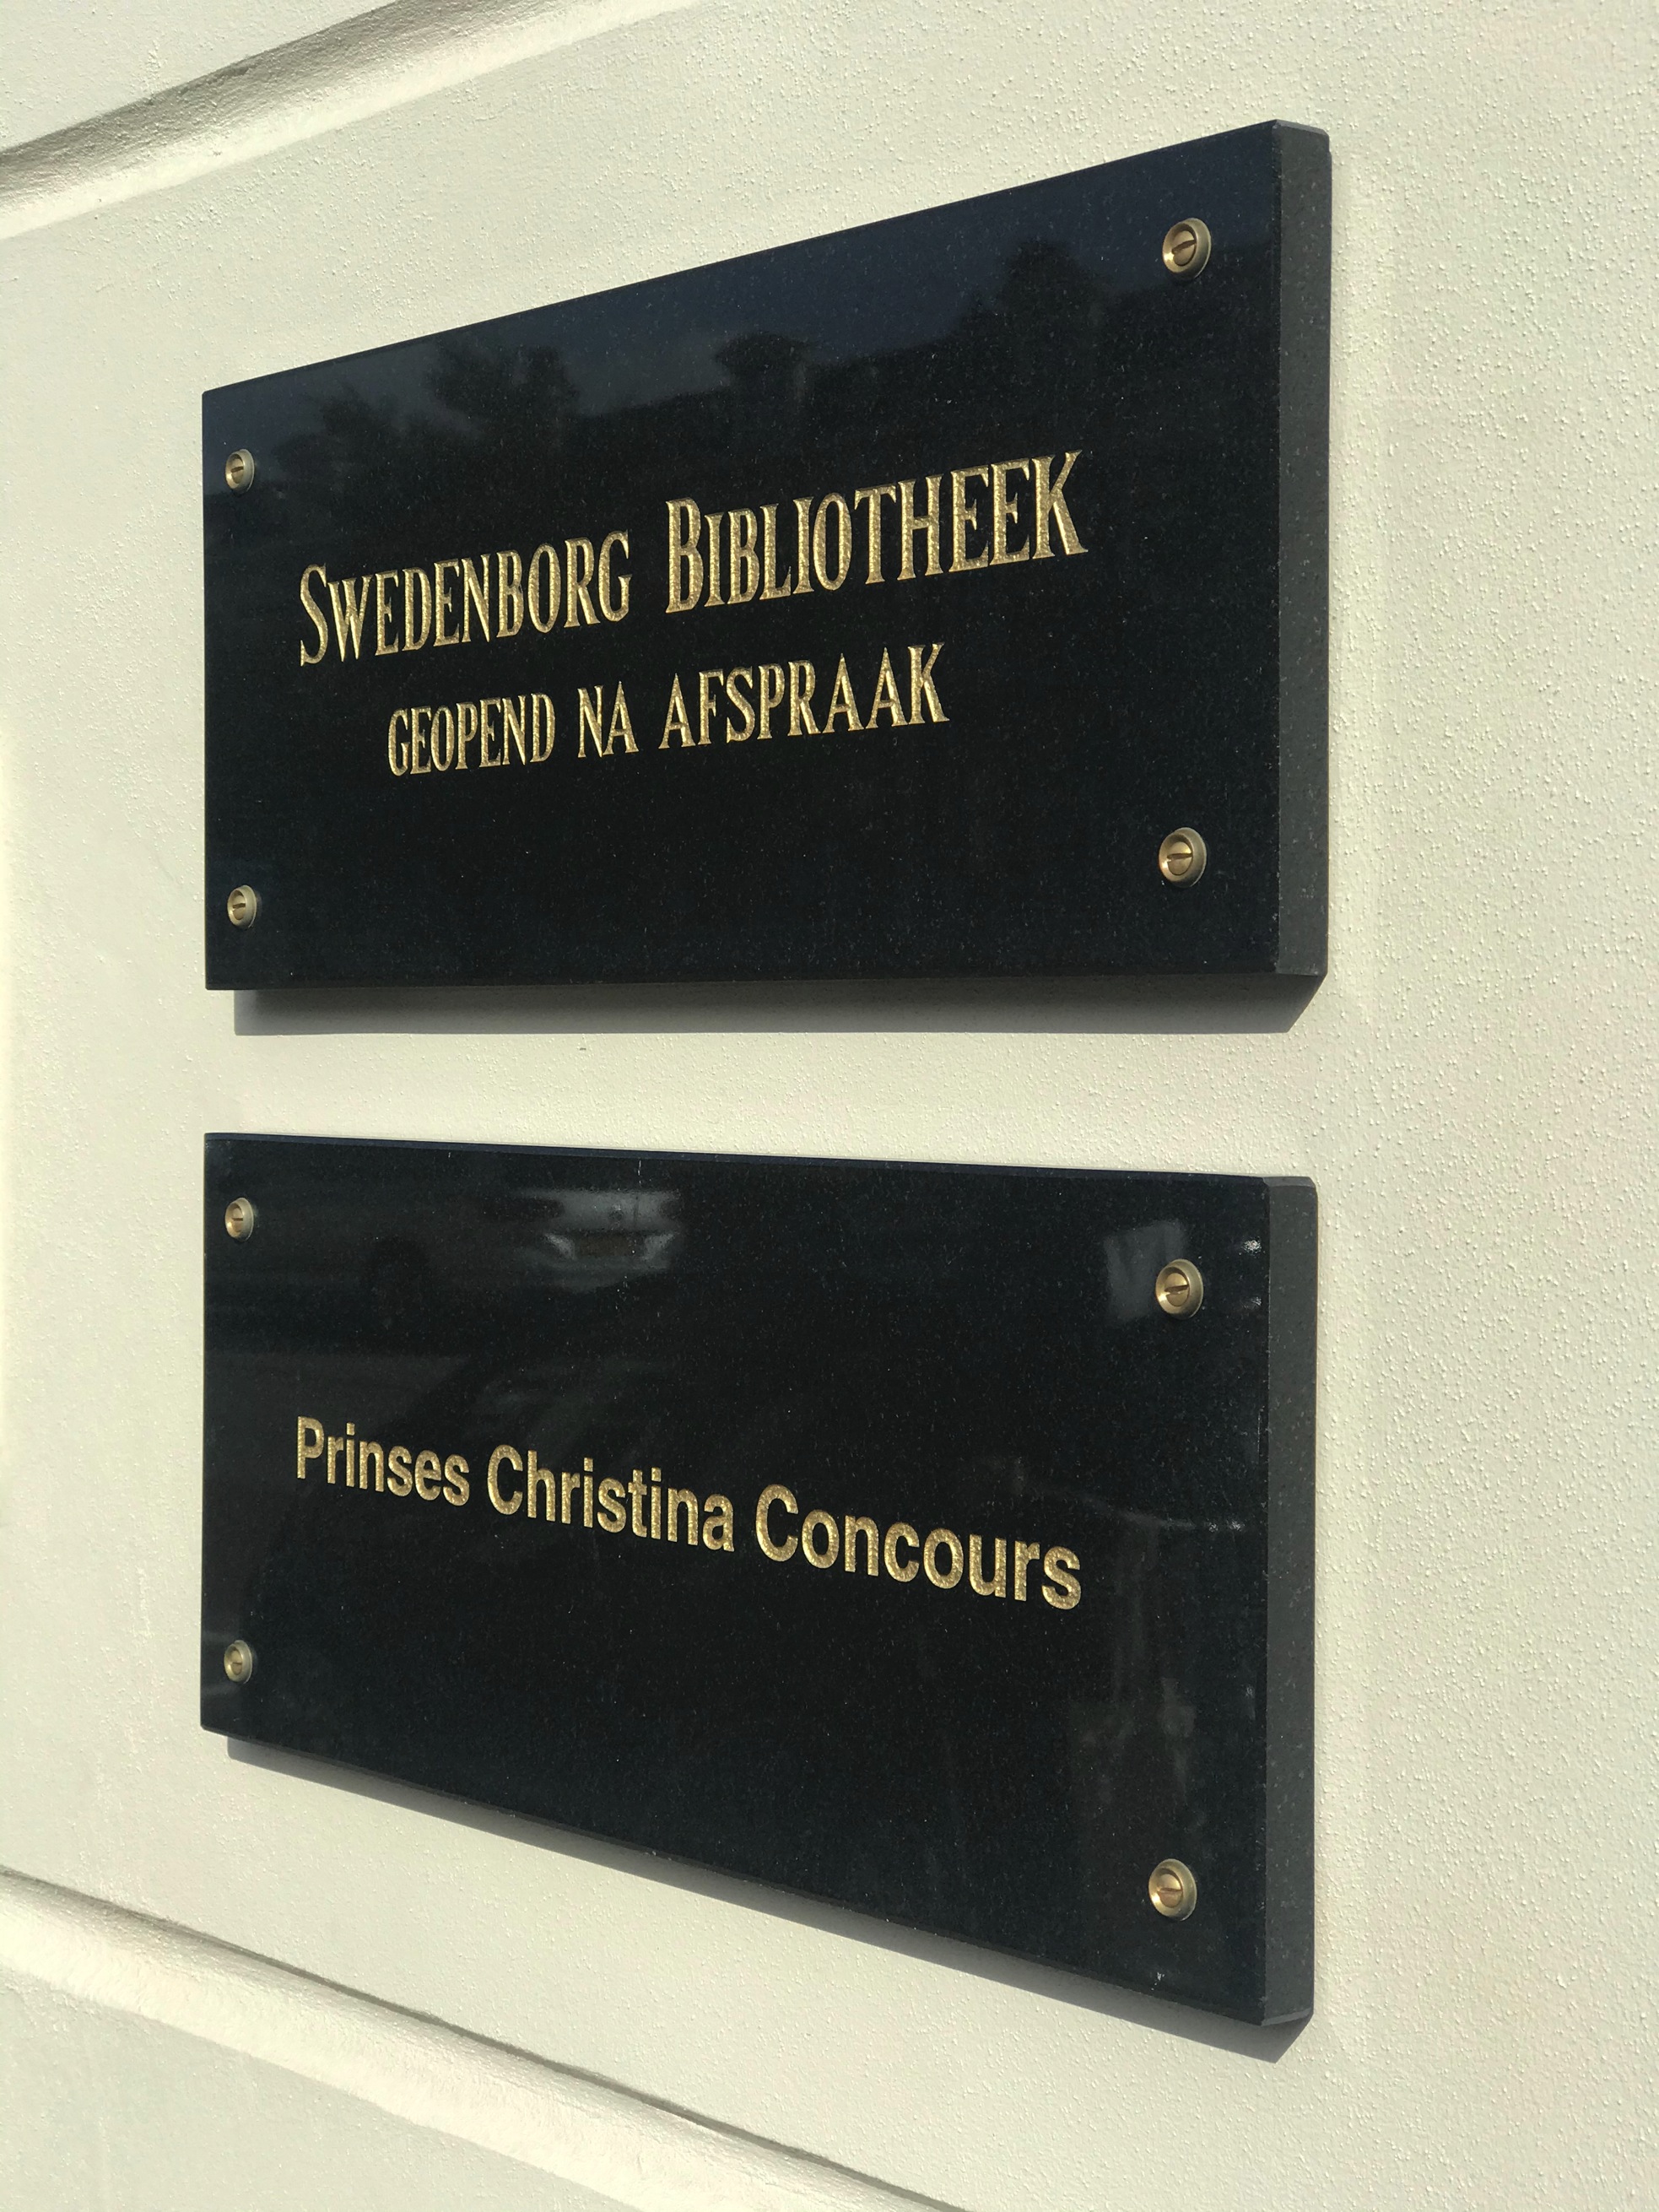 SWEDENBORG BIBLIOTHEEK
GEOPEND NA AFSPRAAK
Prinses Christina Concours